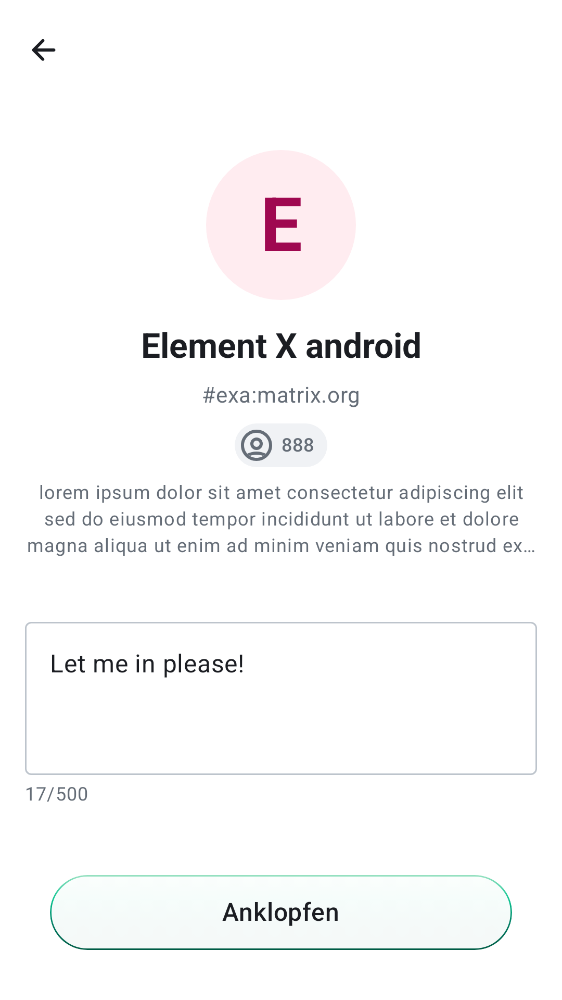 E
Element X android
#exa:matrix.org
888
lorem ipsum dolor sit amet consectetur adipiscing elit
sed do eiusmod tempor incididunt ut labore et dolore
magna aliqua ut enim ad minim veniam quis nostrud ex…
Let me in please!
17/500
Anklopfen